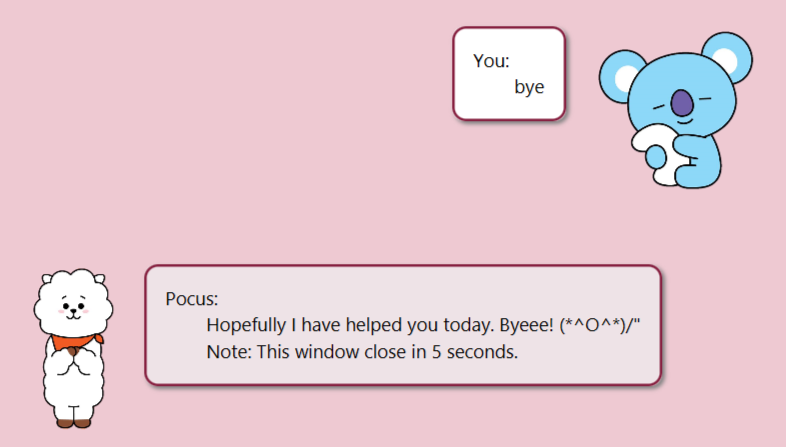 You:
bye
Pocus:
Hopefully I have helped you today. Byeee! (*^O^*)/"
Note: This window close in 5 seconds.